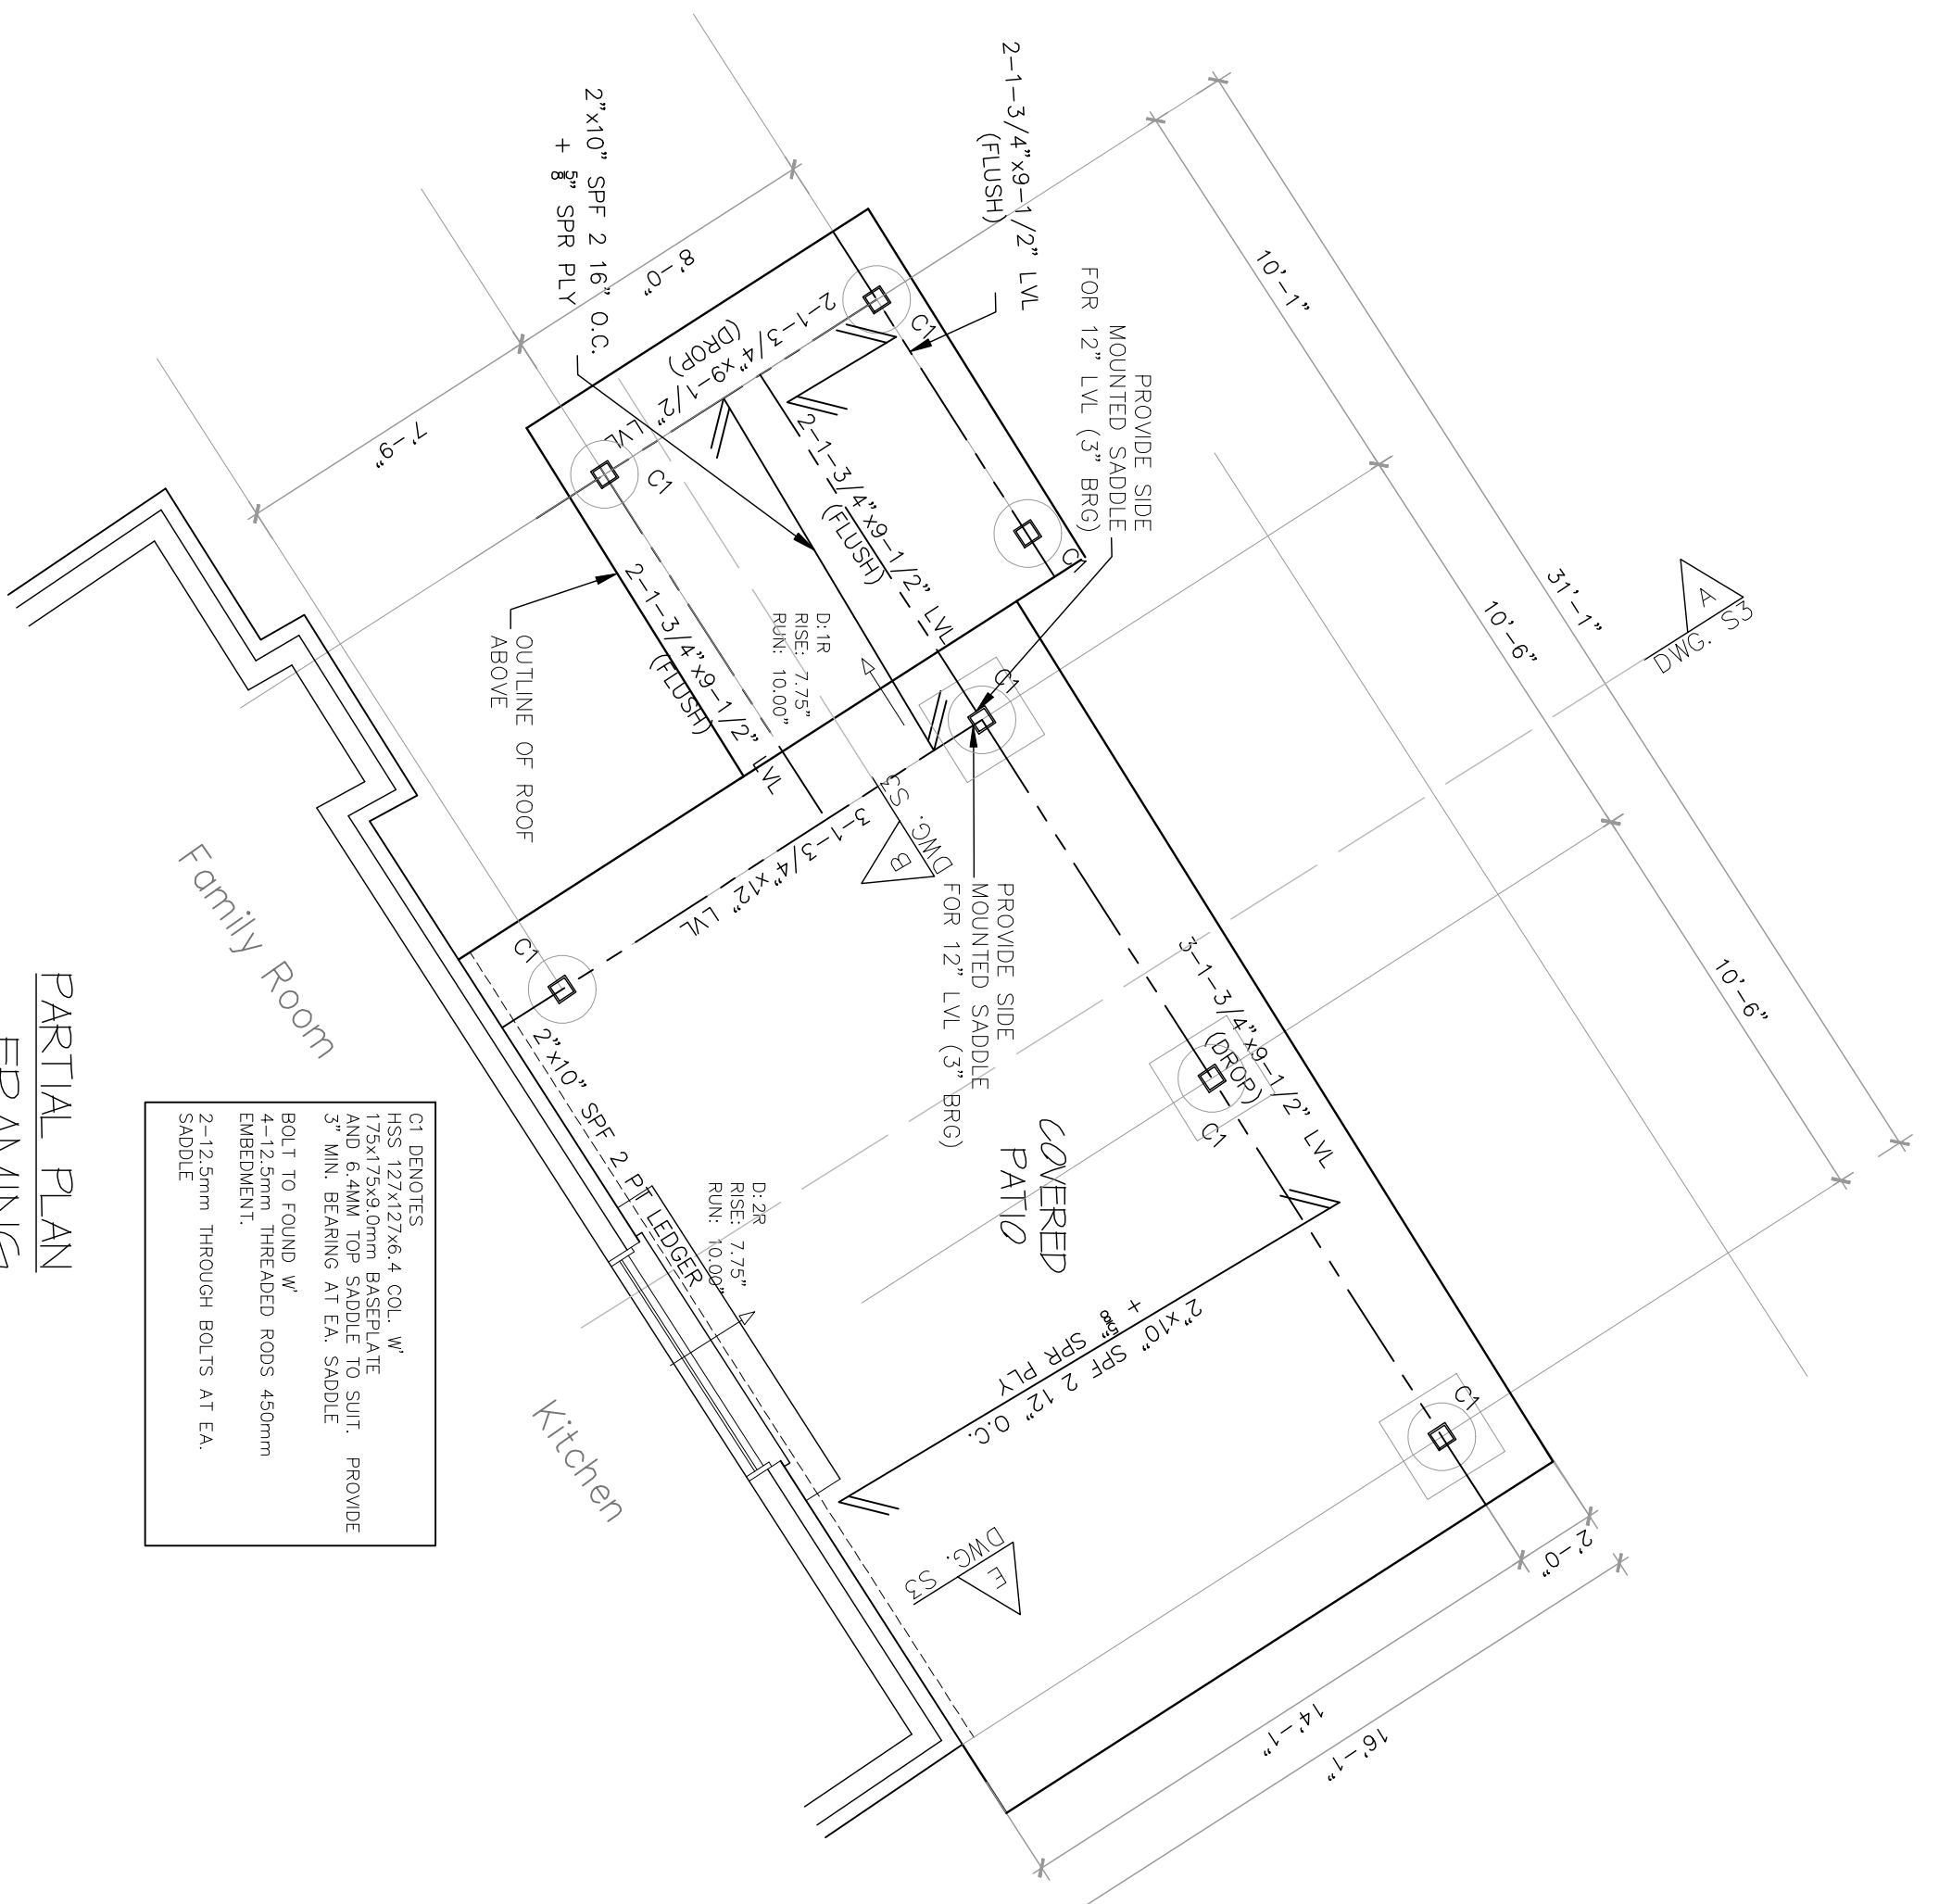 2-1-3/4"x9-1/2" LVL
(FLUSH)
PROVIDE SIDE
MOUNTED SADDLE
FOR 12" LVL (3" BRG)
2"x10" SPF 2 16" O.C.
+ 5/8" SPR PLY
10'-1"
31'-1"
10'-6"
10'-6"
A
DWG. S3
8'-0"
7'-9"
2-1-3/4"x9-1/2" LVL
(DROP)
C1
C1
C1
C1
2-1-3/4"x9-1/2" LVL
(FLUSH)
2-1-3/4"x9-1/2" LVL
(FLUSH)
D:1R
RISE: 7.75"
RUN: 10.00"
OUTLINE OF ROOF
ABOVE
B
DWG. S3
3-1-3/4"x12" LVL
PROVIDE SIDE
MOUNTED SADDLE
FOR 12" LVL (3" BRG)
3-1-3/4"x9-1/2" LVL
(DROP)
C1
C1
C1
COVERED
PATIO
2"x10" SPF 2 12" O.C.
+ 5/8" SPR PLY
2"x10" SPF 2 PT LEDGER
D:2R
RISE: 7.75"
RUN: 10.00"
E
DWG. S3
2'-0"
14'-1"
16'-1"
Family Room
Kitchen
C1 DENOTES
HSS 127x127x6.4 COL. W'
175x175x9.0mm BASEPLATE
AND 6.4MM TOP SADDLE TO SUIT. PROVIDE
3" MIN. BEARING AT EA. SADDLE
BOLT TO FOUND W'
4-12.5mm THREADED RODS 450mm
EMBEDMENT.
2-12.5mm THROUGH BOLTS AT EA.
SADDLE
PARTIAL PLAN
FRAMING